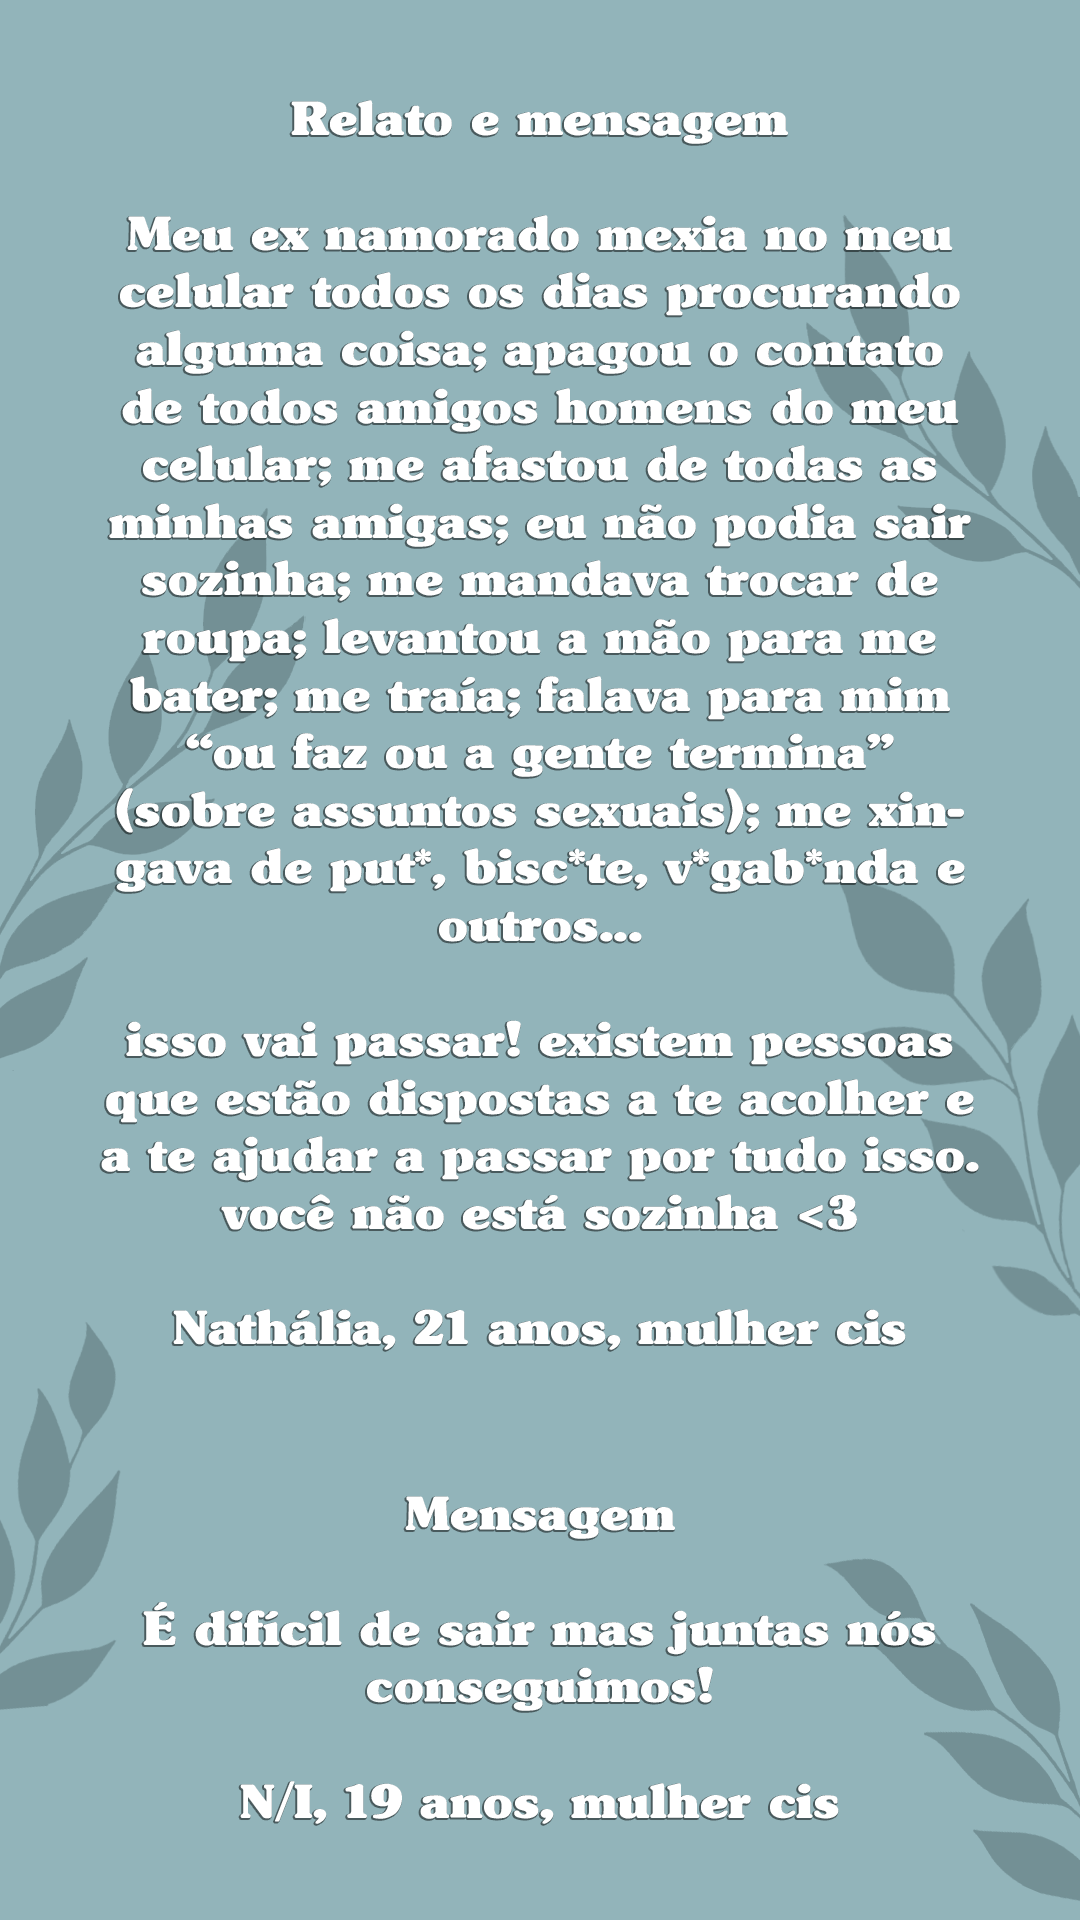 Relato e mensagem
Meu ex namorado mexia no meu
celular todos os dias procurando
alguma coisa; apagou o contato
de todos amigos homens do meu
celular; me afastou de todas as
minhas amigas; eu não podia sair
sozinha; me mandava trocar de
roupa; levantou a mão para me
bater; me traía; falava para mim
“ou faz ou a gente termina”
(sobre assuntos sexuais); me xin-
gava de put*, bisc*te, v*gab*nda e
outros...
isso vai passar! existem pessoas
que estão dispostas a te acolher e
a te ajudar a passar por tudo isso.
você não está sozinha <3
Nathália, 21 anos, mulher cis
Mensagem
É difícil de sair mas juntas nós
conseguimos!
N/I, 19 anos, mulher cis